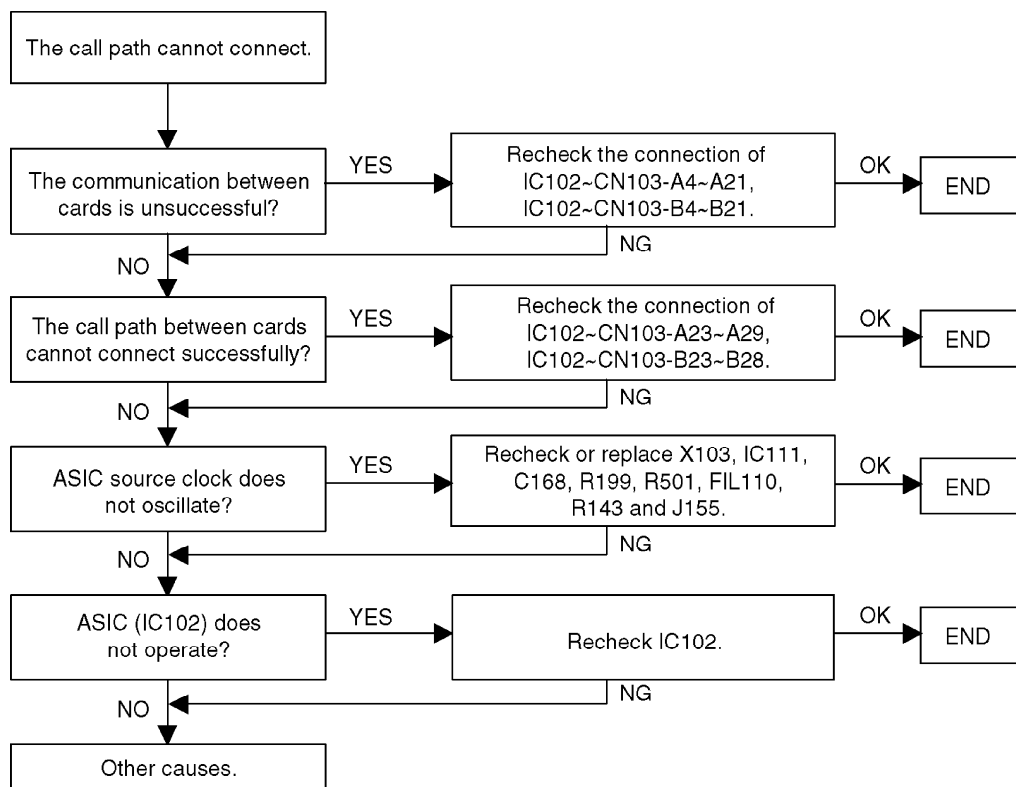 The call path cannot connect.
The communication between
cards is unsuccessful?
YES
Recheck the connection of
IC102~CN103-A4~A21,
IC102~CN103-B4~B21.
OK
END
NG
NO
The call path between cards
cannot connect successfully?
YES
Recheck the connection of
IC102~CN103-A23~A29,
IC102~CN103-B23~B28.
OK
END
NG
NO
ASIC source clock does
not oscillate?
YES
Recheck or replace X103, IC111,
C168, R199, R501, FIL110,
R143 and J155.
OK
END
NG
NO
ASIC (IC102) does
not operate?
YES
Recheck IC102.
OK
END
NG
NO
Other causes.